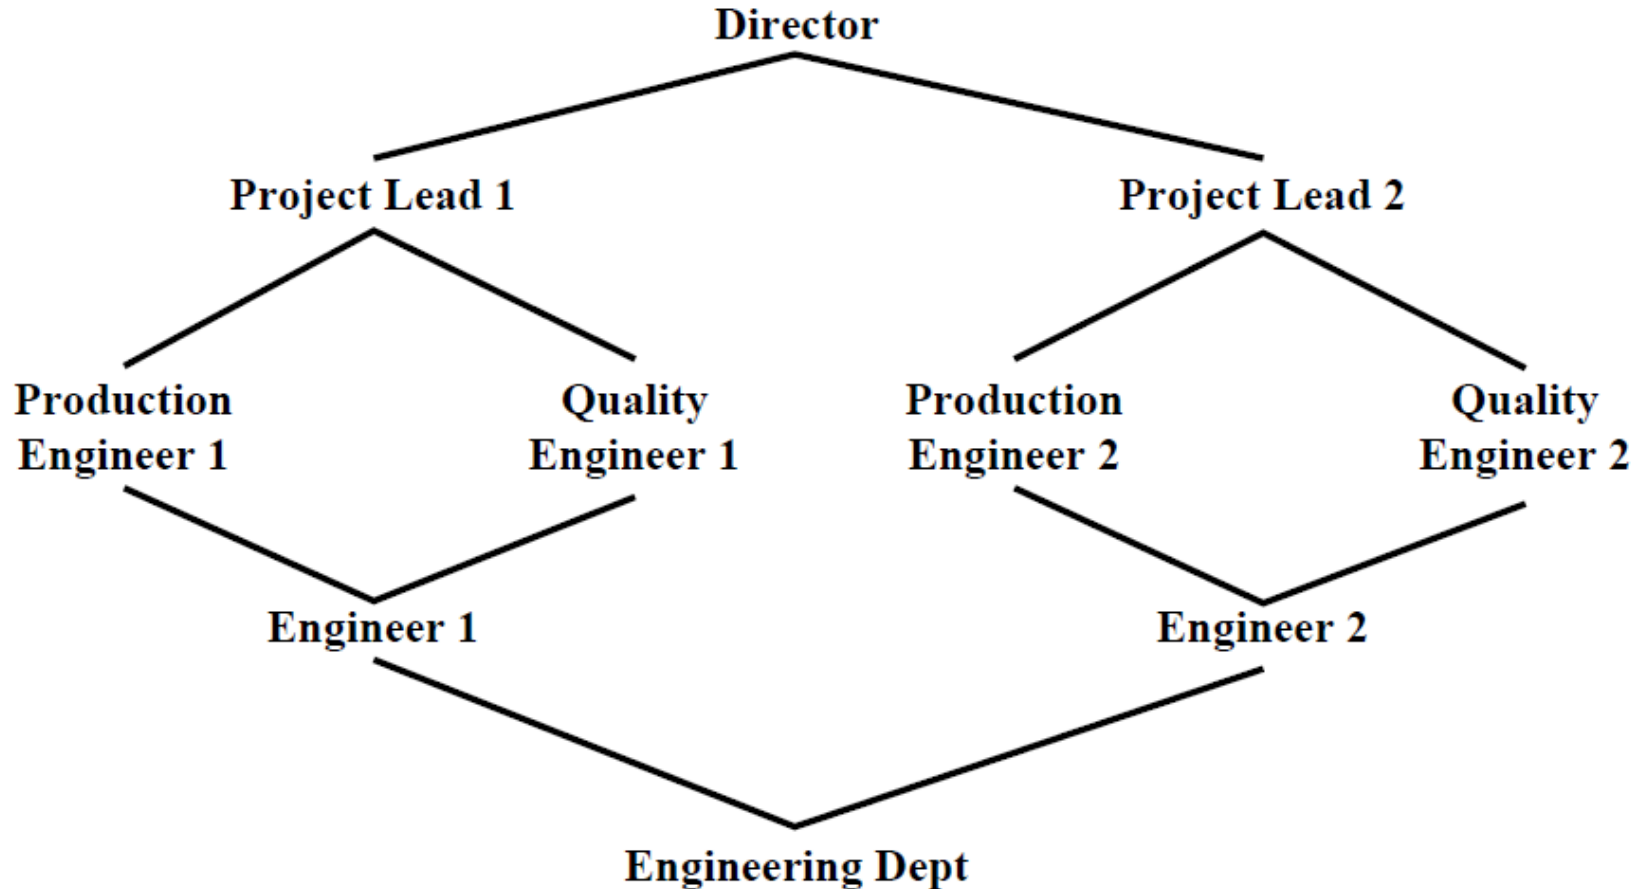 Director
Project Lead 1
Project Lead 2
Production
Engineer 1
Quality
Engineer 1
Production
Engineer 2
Quality
Engineer 2
Engineer 1
Engineer 2
Engineering Dept